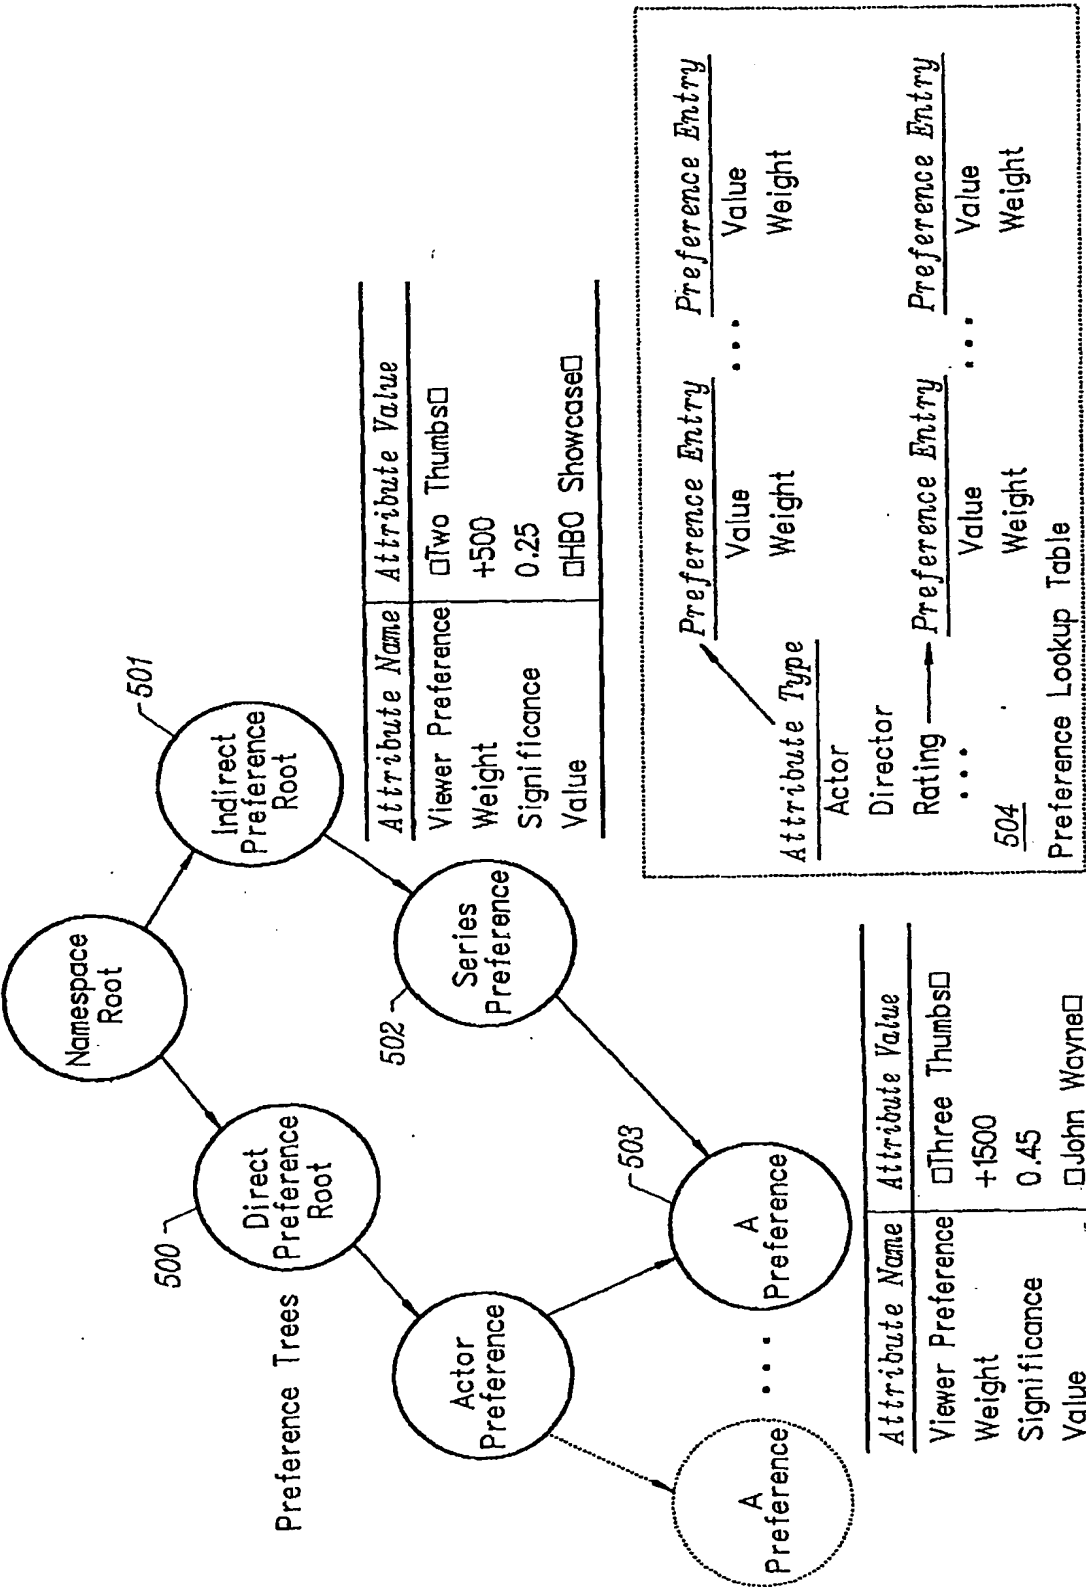 Preference Trees
Namespace
Root
500
Direct
Preference
Root
501
Indirect
Preference
Root
Actor
Preference
502
Series
Preference
A
Preference
• • •
503
A
Preference
Attribute Name Attribute Value
Viewer Preference □Two Thumbs□
Weight +500
Significance 0.25
Value □HBO Showcase□
Attribute Name Attribute Value
Viewer Preference □Three Thumbs□
Weight +1500
Significance 0.45
Value □John Wayne□
Attribute Type
Actor
Director
Rating
• • •
Preference Entry
Value
Weight
• • •
Preference Entry
Value
Weight
Preference Entry
Value
Weight
• • •
Preference Entry
Value
Weight
504
Preference Lookup Table